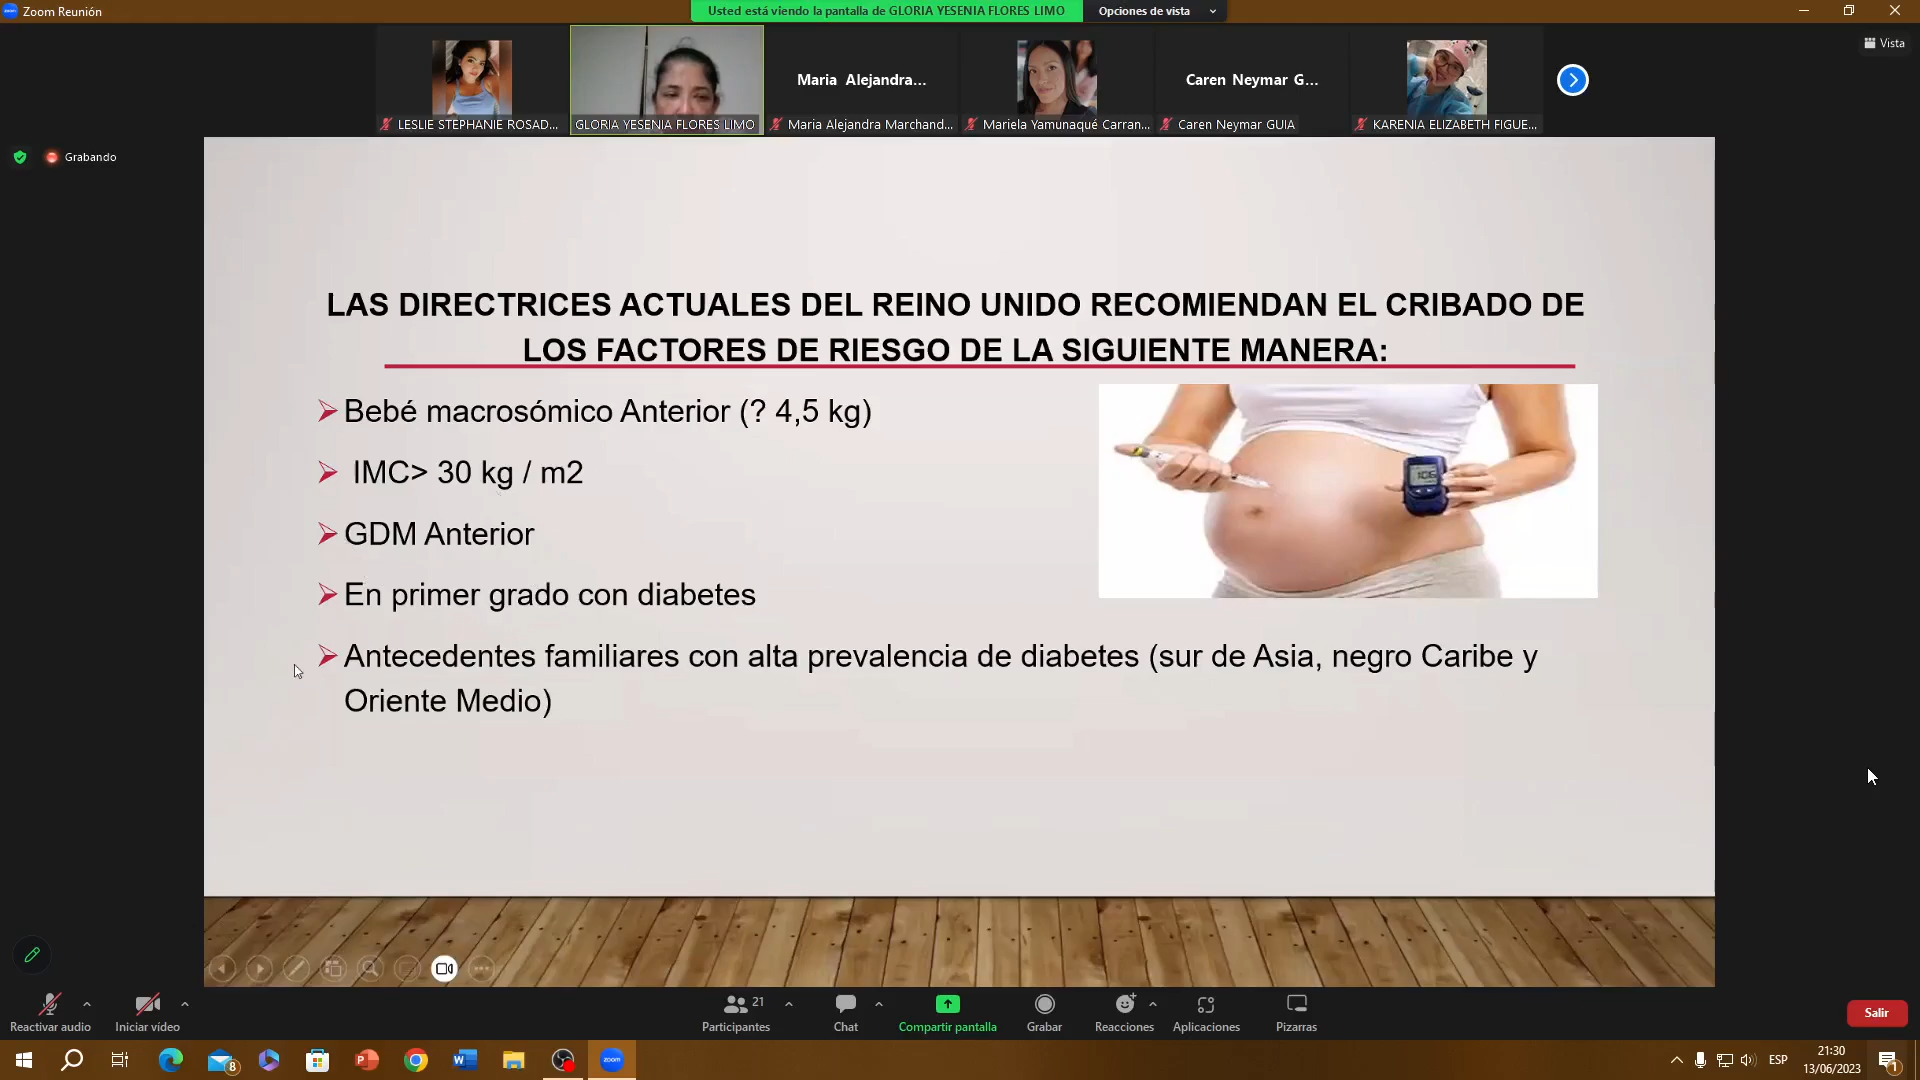 Zoom Reunión
Usted está viendo la pantalla de GLORIA YESENIA FLORES LIMO
Opciones de vista
Vista
Maria Alejandra...
Caren Neymar G...
LESLIE STEPHANIE ROSAD...
GLORIA YESENIA FLORES LIMO
Maria Alejandra Marchand...
Mariela Yamunaqué Carran...
Caren Neymar GUIA
KARENIA ELIZABETH FIGUE...
Grabando
LAS DIRECTRICES ACTUALES DEL REINO UNIDO RECOMIENDAN EL CRIBADO DE
LOS FACTORES DE RIESGO DE LA SIGUIENTE MANERA:
Bebé macrosómico Anterior (? 4,5 kg)
IMC> 30 kg / m2
GDM Anterior
En primer grado con diabetes
Antecedentes familiares con alta prevalencia de diabetes (sur de Asia, negro Caribe y
Oriente Medio)
106
21
Reactivar audio
Iniciar vídeo
Participantes
Chat
Compartir pantalla
Grabar
Reacciones
Aplicaciones
Pizarras
Salir
8
zoom
ESP
21:30
13/06/2023
1